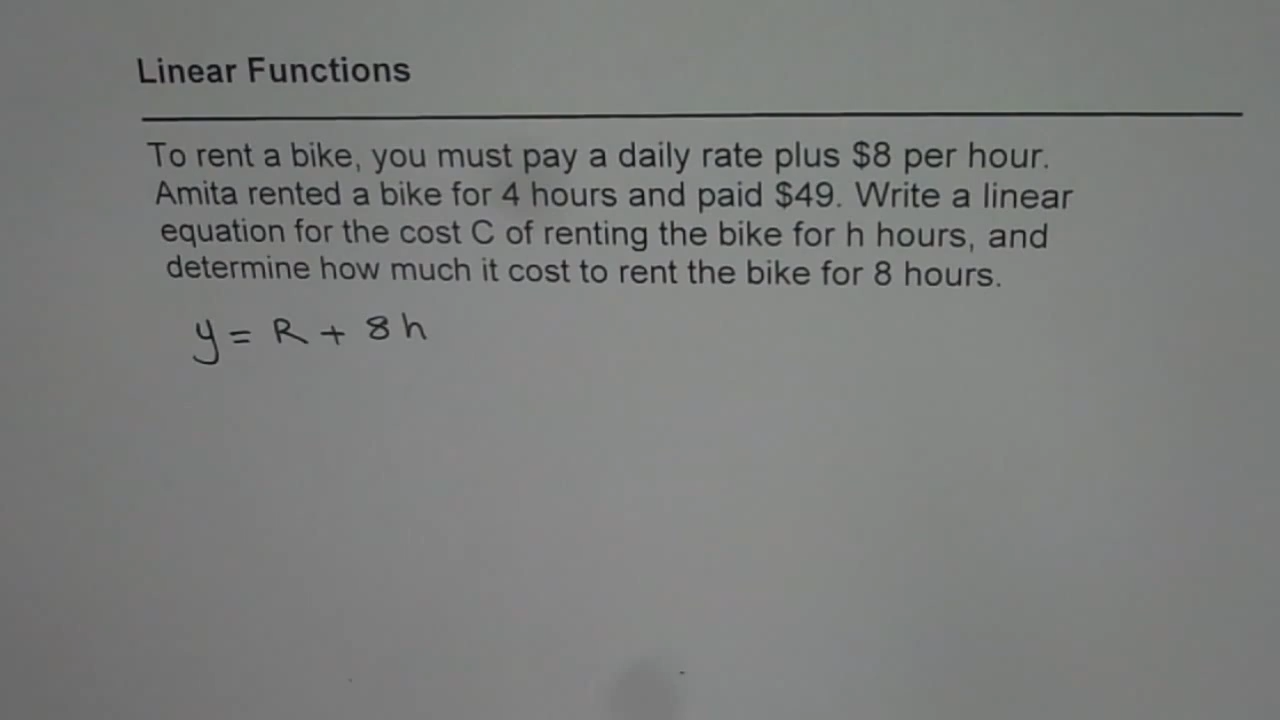 Linear Functions
To rent a bike, you must pay a daily rate plus $8 per hour.
Amita rented a bike for 4 hours and paid $49. Write a linear
equation for the cost C of renting the bike for h hours, and
determine how much it cost to rent the bike for 8 hours.
y = R + 8h